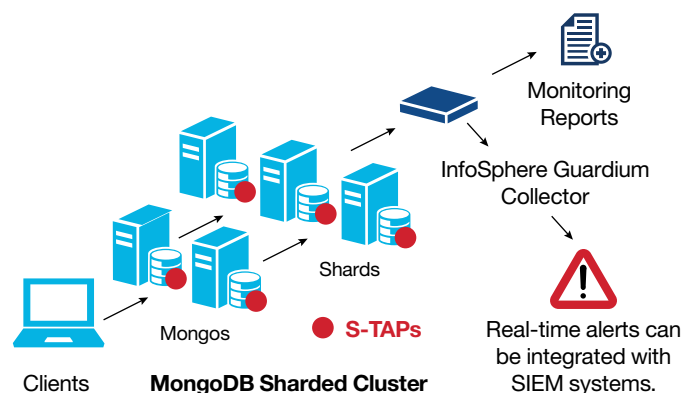 Monitoring
Reports
InfoSphere Guardium
Collector
Shards
Mongos
S-TAPs
Real-time alerts can
be integrated with
SIEM systems.
Clients
MongoDB Sharded Cluster